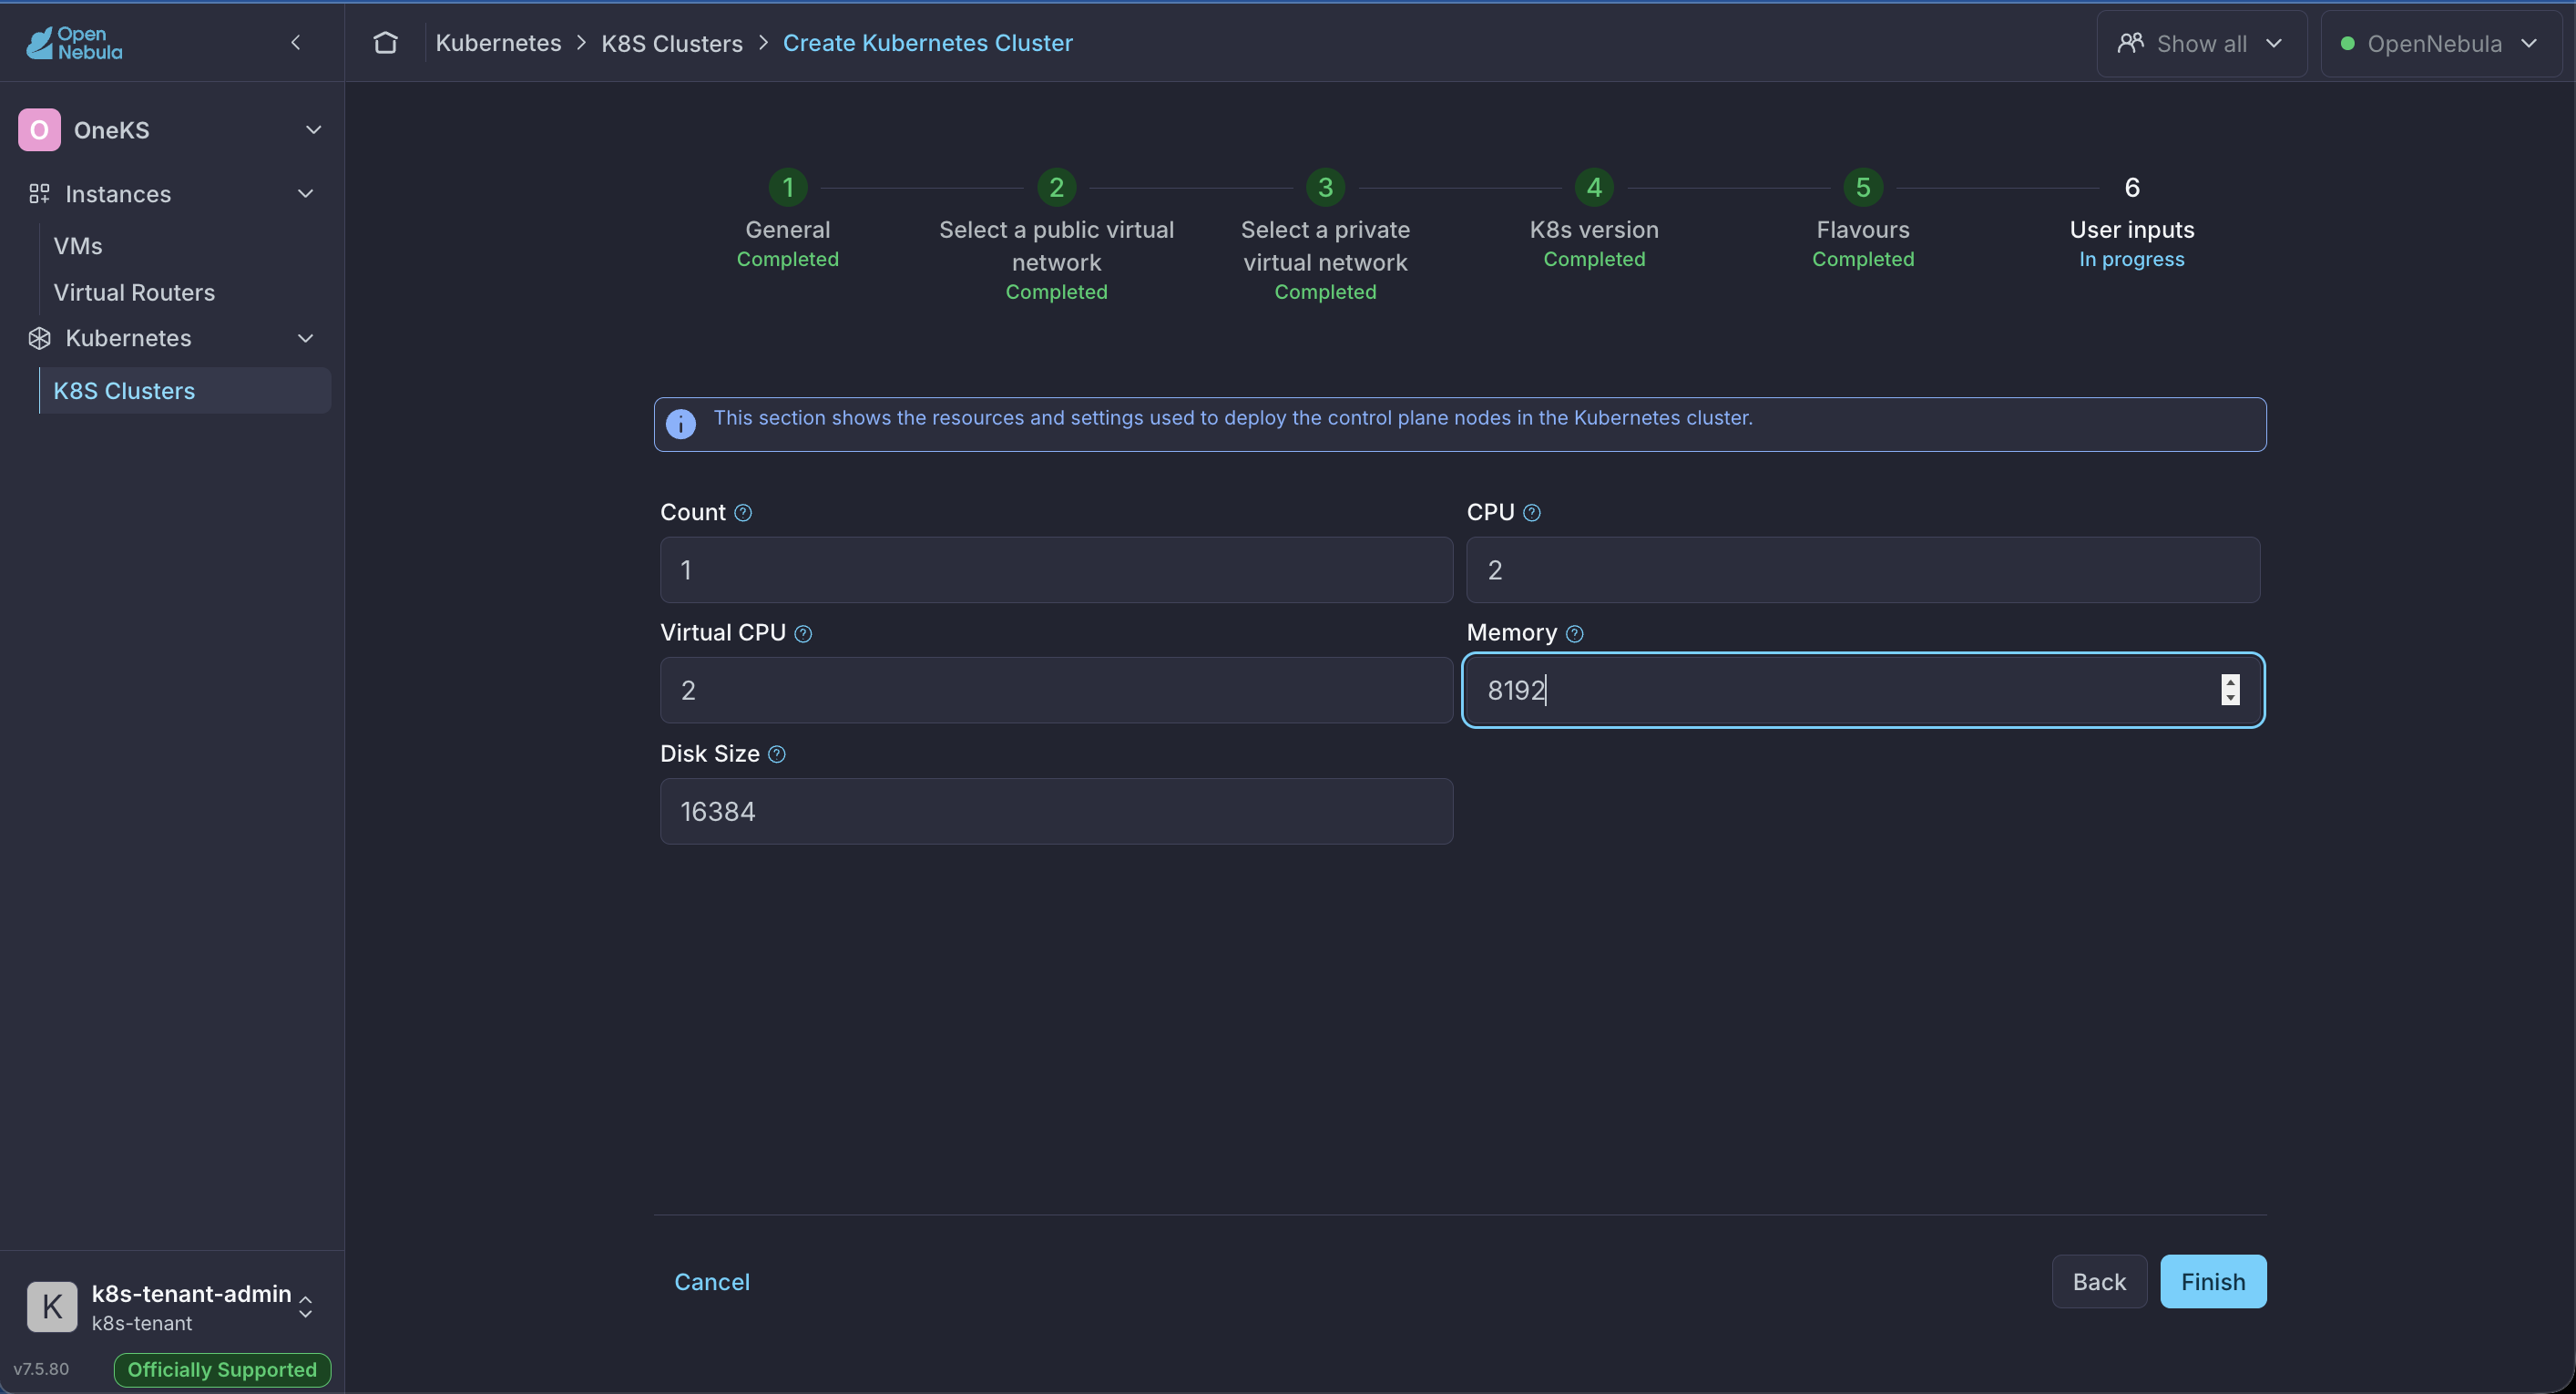 Open
Nebula
Kubernetes > K8S Clusters > Create Kubernetes Cluster
Show all
OpenNebula
O OneKS
Instances
VMs
Virtual Routers
Kubernetes
K8S Clusters
1
General
Completed
2
Select a public virtual
network
Completed
3
Select a private
virtual network
Completed
4
K8s version
Completed
5
Flavours
Completed
6
User inputs
In progress
This section shows the resources and settings used to deploy the control plane nodes in the Kubernetes cluster.
Count
1
CPU
2
Virtual CPU
2
Memory
8192
Disk Size
16384
Cancel
Back
Finish
K
k8s-tenant-admin
k8s-tenant
v7.5.80
Officially Supported